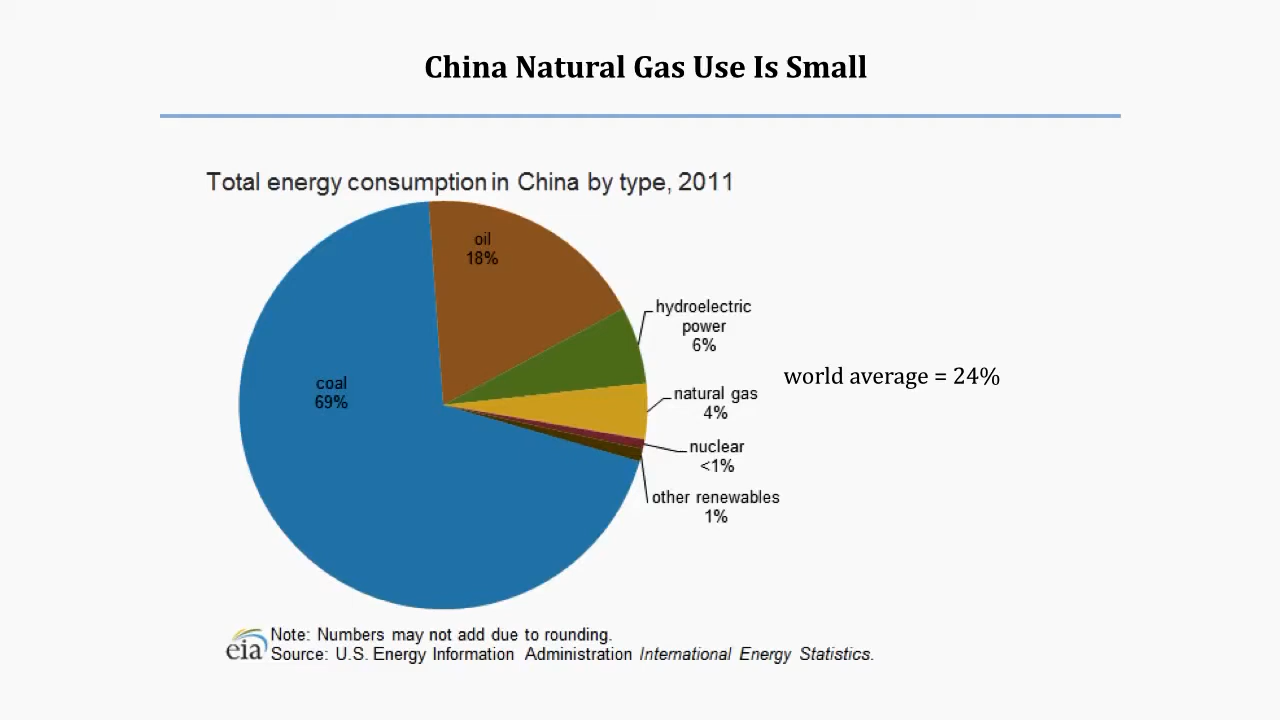 China Natural Gas Use Is Small
Total energy consumption in China by type, 2011
oil
18%
hydroelectric
power
6%
world average = 24%
coal
69%
natural gas
4%
nuclear
<1%
other renewables
1%
eia
Note: Numbers may not add due to rounding.
Source: U.S. Energy Information Administration International Energy Statistics.